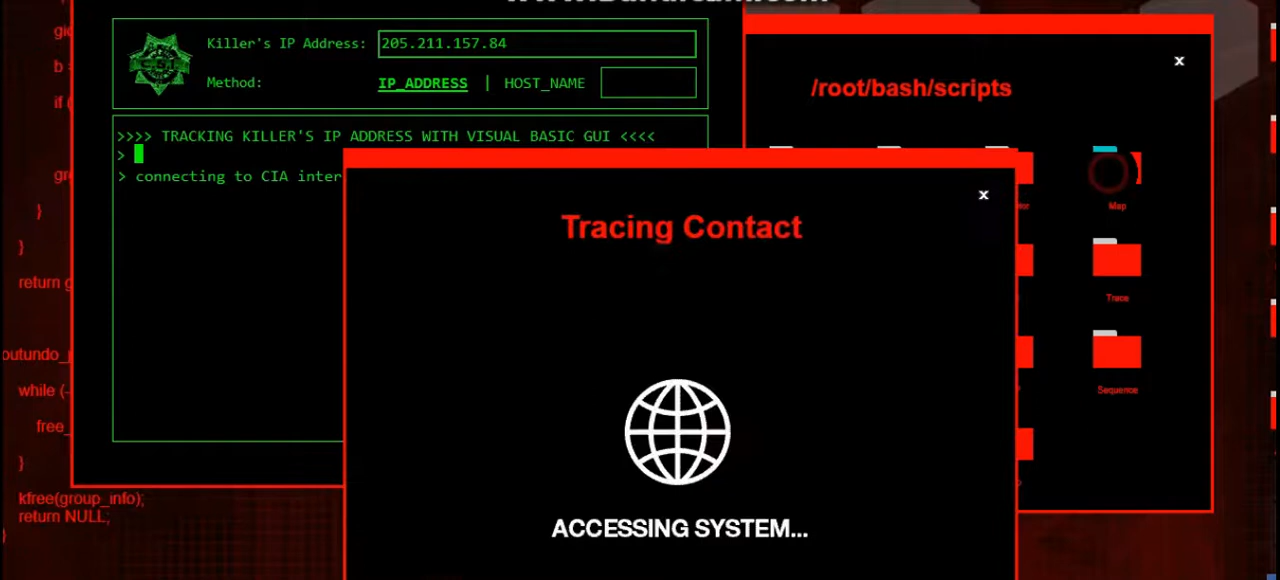 Killer's IP Address: 205.211.157.84
Method: IP_ADDRESS | HOST_NAME
>>>> TRACKING KILLER'S IP ADDRESS WITH VISUAL BASIC GUI <<<<
>
> connecting to CIA inter
/root/bash/scripts
x
Map
Trace
Sequence
x
Tracing Contact
ACCESSING SYSTEM...
b =
if (
}
}
return g
while (-
free_
}
kfree(group_info);
return NULL;
}